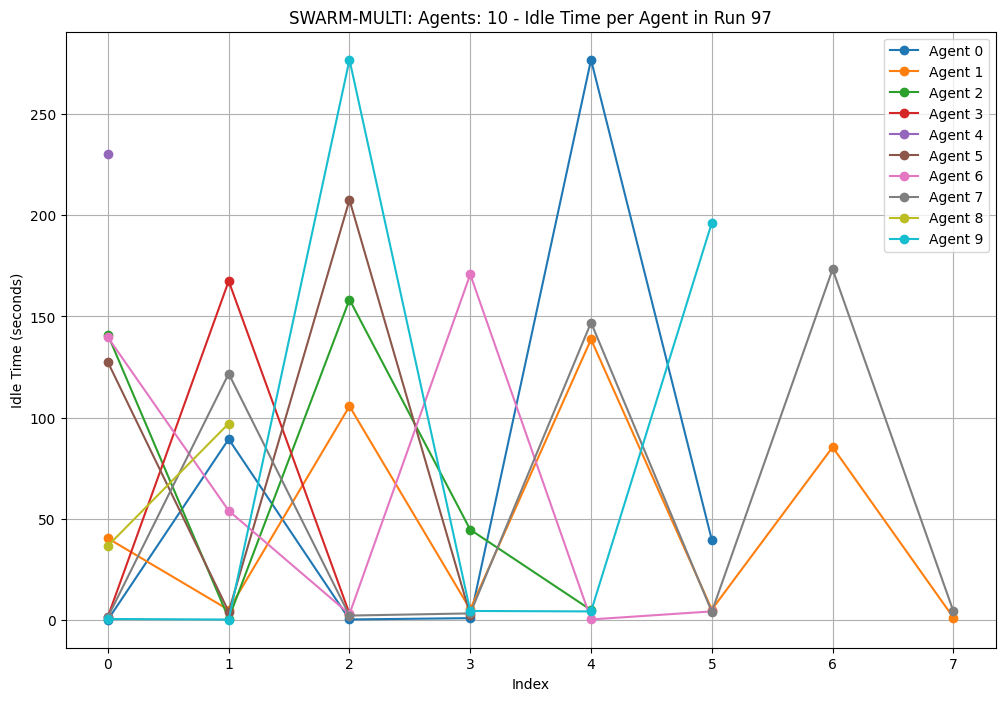 SWARM-MULTI: Agents: 10 - Idle Time per Agent in Run 97
Agent 0
Agent 1
Agent 2
Agent 3
Agent 4
Agent 5
Agent 6
Agent 7
Agent 8
Agent 9
Idle Time (seconds)
250
200
150
100
50
0
0 1 2 3 4 5 6 7
Index